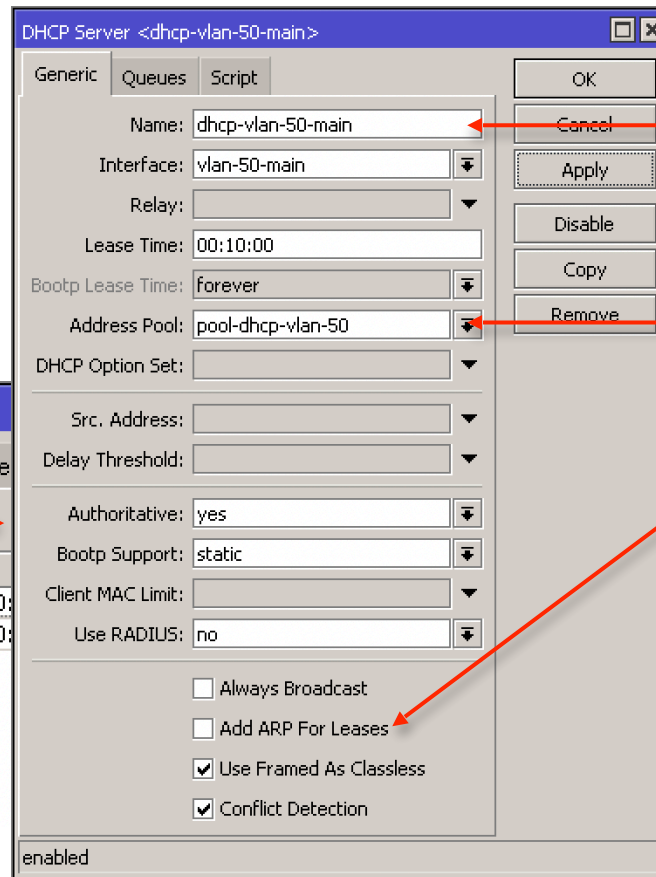 DHCP Server <dhcp-vlan-50-main>
Generic Queues Script
OK
Name: dhcp-vlan-50-main
Cancel
Interface: vlan-50-main
Apply
Relay:
Disable
Lease Time: 00:10:00
Copy
Bootp Lease Time: forever
Address Pool: pool-dhcp-vlan-50
Remove
DHCP Option Set:
Src. Address:
Delay Threshold:
Authoritative: yes
Bootp Support: static
Client MAC Limit:
Use RADIUS: no
Always Broadcast
Add ARP For Leases
Use Framed As Classless
Conflict Detection
enabled